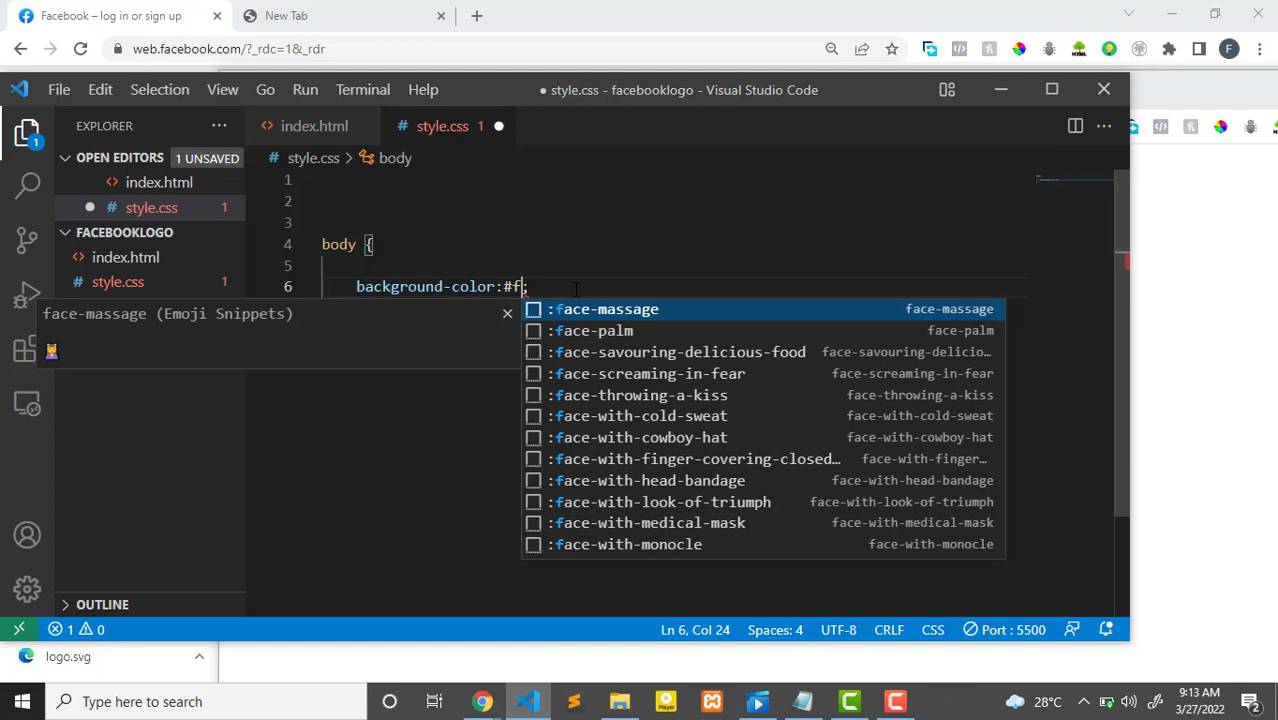 Facebook – log in or sign up
New Tab
web.facebook.com/?_rdc=1&_rdr
F
File Edit Selection View Go Run Terminal Help
● style.css - facebooklogo - Visual Studio Code
EXPLORER
index.html
style.css 1
OPEN EDITORS 1 UNSAVED
# style.css > body
index.html
style.css 1
FACEBOOKLOGO
index.html
style.css 1
1
1
2
3
4 body {
5
6 background-color:#f;
face-massage (Emoji Snippets)
:face-massage face-massage
:face-palm face-palm
:face-savouring-delicious-food face-savouring-delicio…
:face-screaming-in-fear face-screaming-in-fear
:face-throwing-a-kiss face-throwing-a-kiss
:face-with-cold-sweat face-with-cold-sweat
:face-with-cowboy-hat face-with-cowboy-hat
:face-with-finger-covering-closed… face-with-finger…
:face-with-head-bandage face-with-head-bandage
:face-with-look-of-triumph face-with-look-of-triumph
:face-with-medical-mask face-with-medical-mask
:face-with-monocle face-with-monocle
OUTLINE
1 0
Ln 6, Col 24 Spaces: 4 UTF-8 CRLF CSS Port : 5500
logo.svg
Type here to search
28°C
9:13 AM
3/27/2022
2